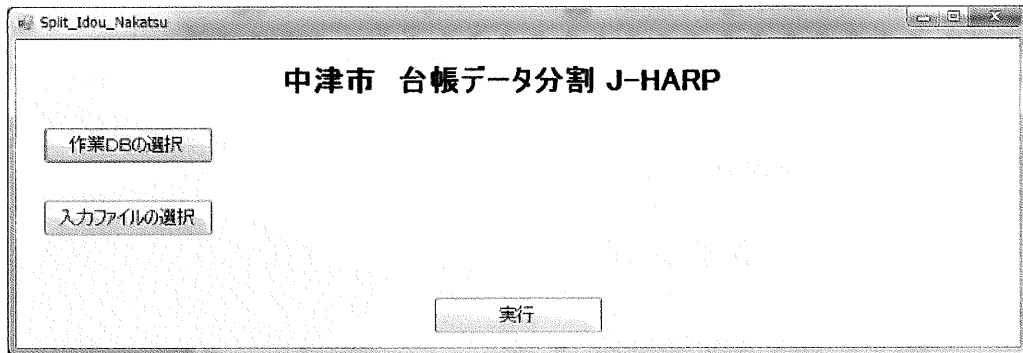 Split_Idou_Nakatsu
中津市 台帳データ分割 J-HARP
作業DBの選択
入力ファイルの選択
実行